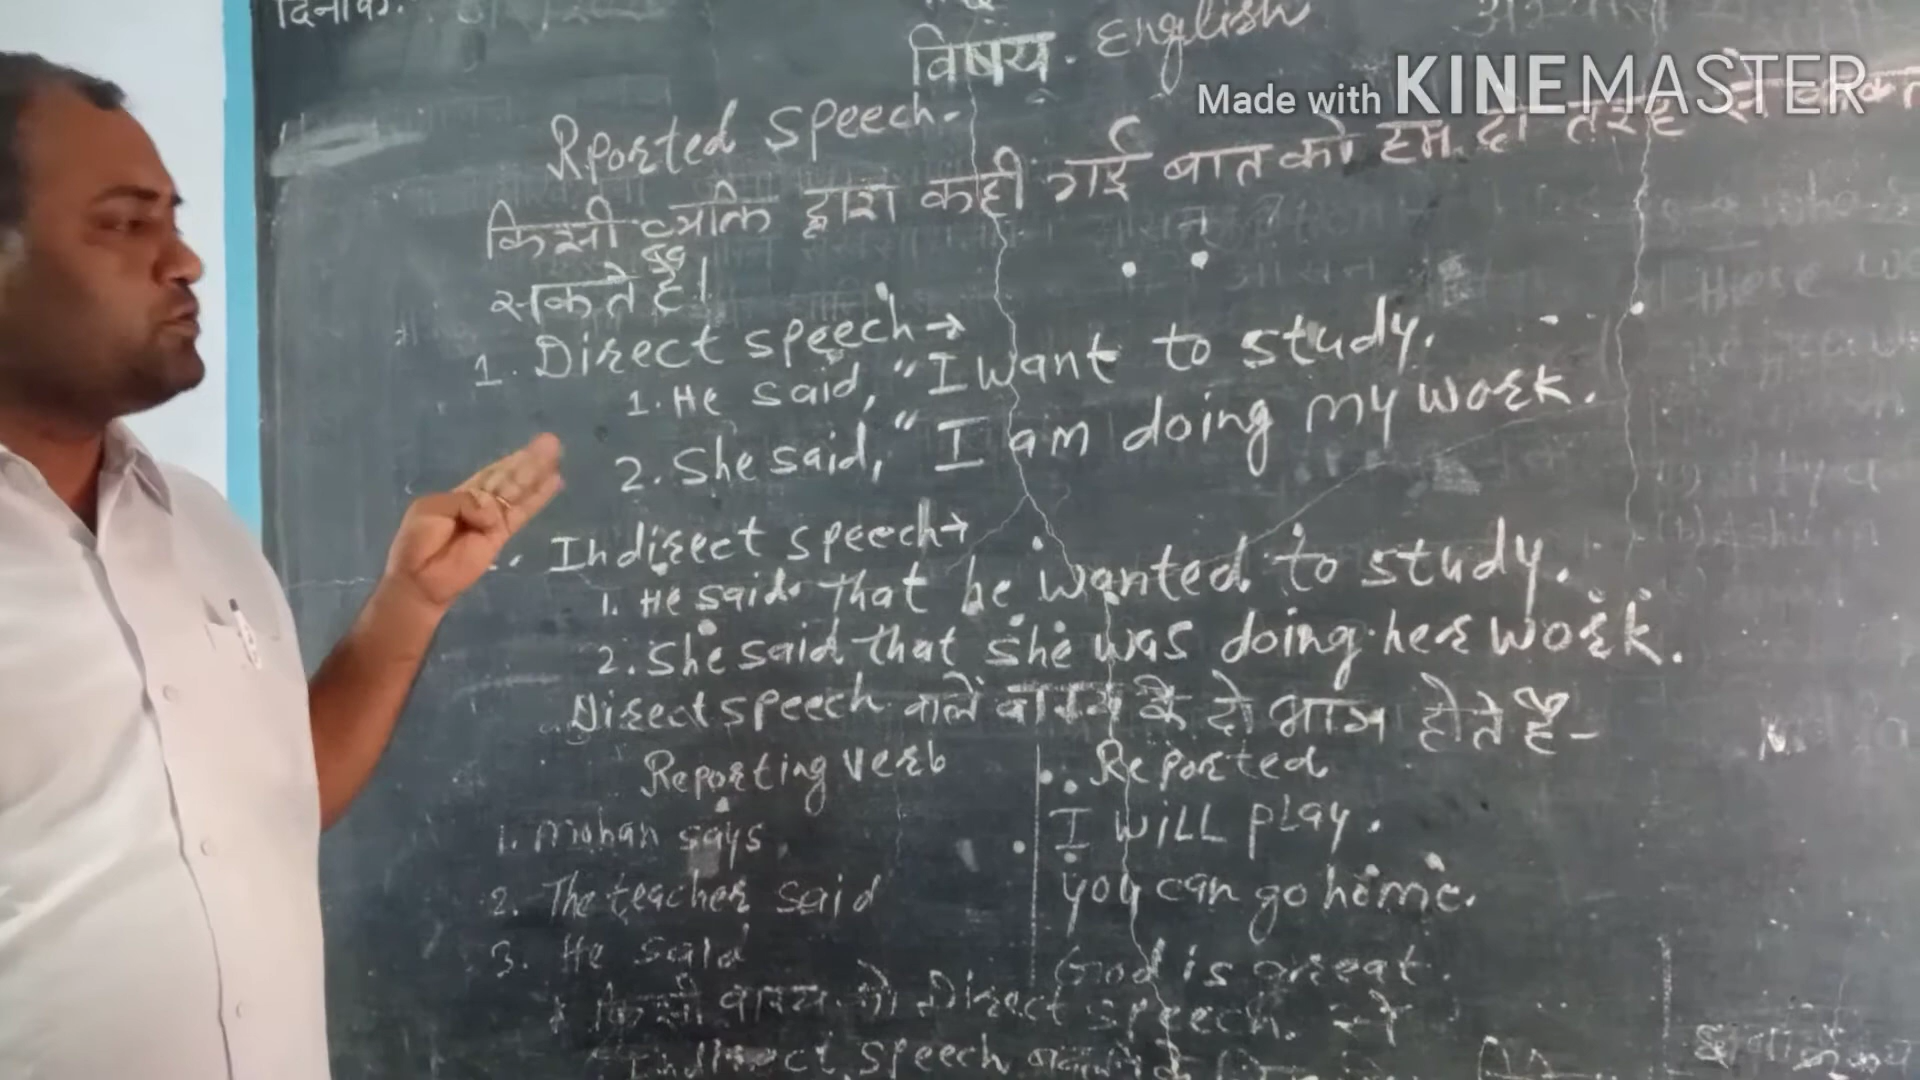 दिनांक.
विषय. English
Made with KINEMASTER
Rported speech.
किसी व्यक्ति द्वारा कही गई बात को हम दो तरह से
सकते है।
1. Direct speech→
1. He said, "I want to study.
2. She said, "I am doing my work.
Indirect speech→
1. He said that he wanted to study.
2. She said that she was doing her work.
Direct speech वाले वाक्य के दो भाग होते है-
Reporting verb Reported
1. Mohan says I will play.
2. The teacher said you can go home.
3. He said God is great.
* किसी वाक्य को Direct speech. से
Indirect speech